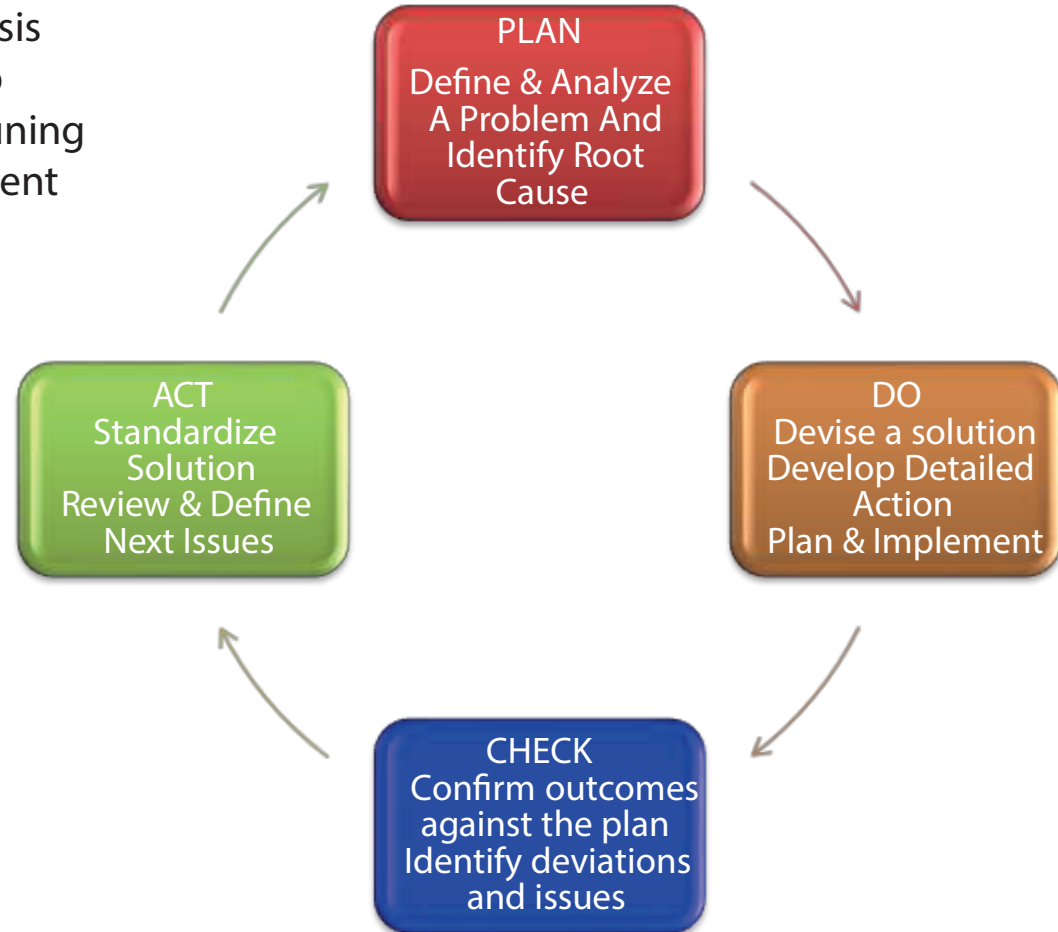 PLAN
Define & Analyze
A Problem And
Identify Root
Cause
DO
Devise a solution
Develop Detailed
Action
Plan & Implement
CHECK
Confirm outcomes
against the plan
Identify deviations
and issues
ACT
Standardize
Solution
Review & Define
Next Issues